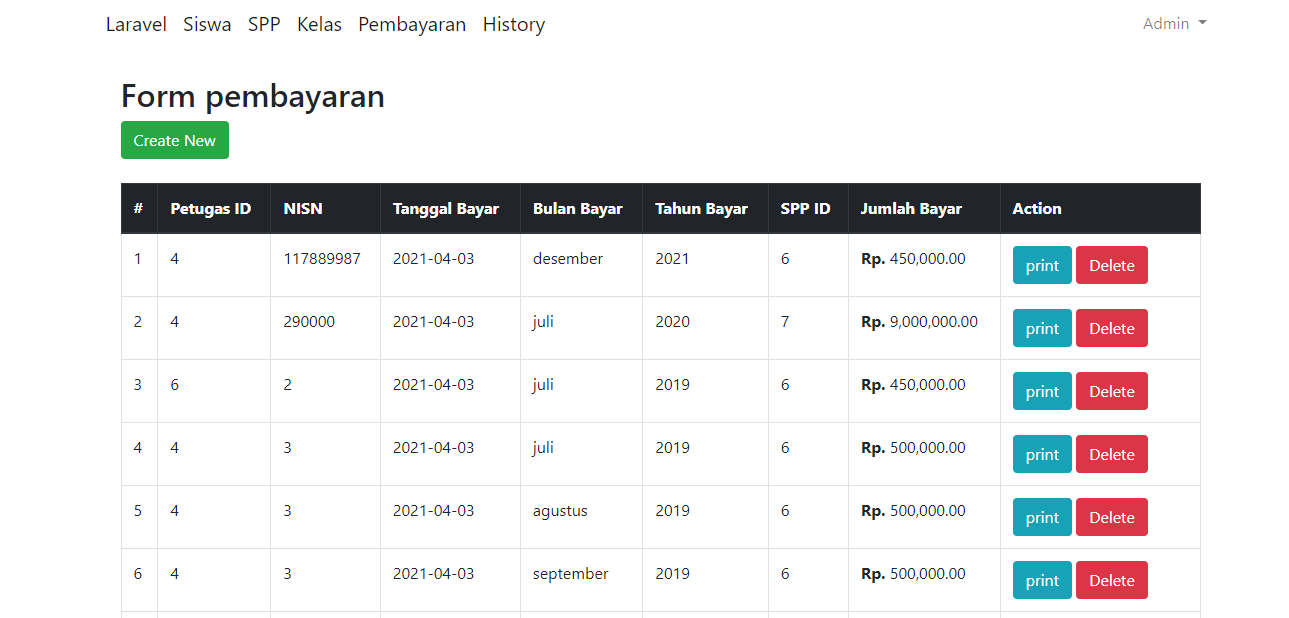 Laravel Siswa SPP Kelas Pembayaran History Admin
Form pembayaran
Create New
# Petugas ID NISN Tanggal Bayar Bulan Bayar Tahun Bayar SPP ID Jumlah Bayar Action
1 4 117889987 2021-04-03 desember 2021 6 Rp. 450,000.00 print Delete
2 4 290000 2021-04-03 juli 2020 7 Rp. 9,000,000.00 print Delete
3 6 2 2021-04-03 juli 2019 6 Rp. 450,000.00 print Delete
4 4 3 2021-04-03 juli 2019 6 Rp. 500,000.00 print Delete
5 4 3 2021-04-03 agustus 2019 6 Rp. 500,000.00 print Delete
6 4 3 2021-04-03 september 2019 6 Rp. 500,000.00 print Delete